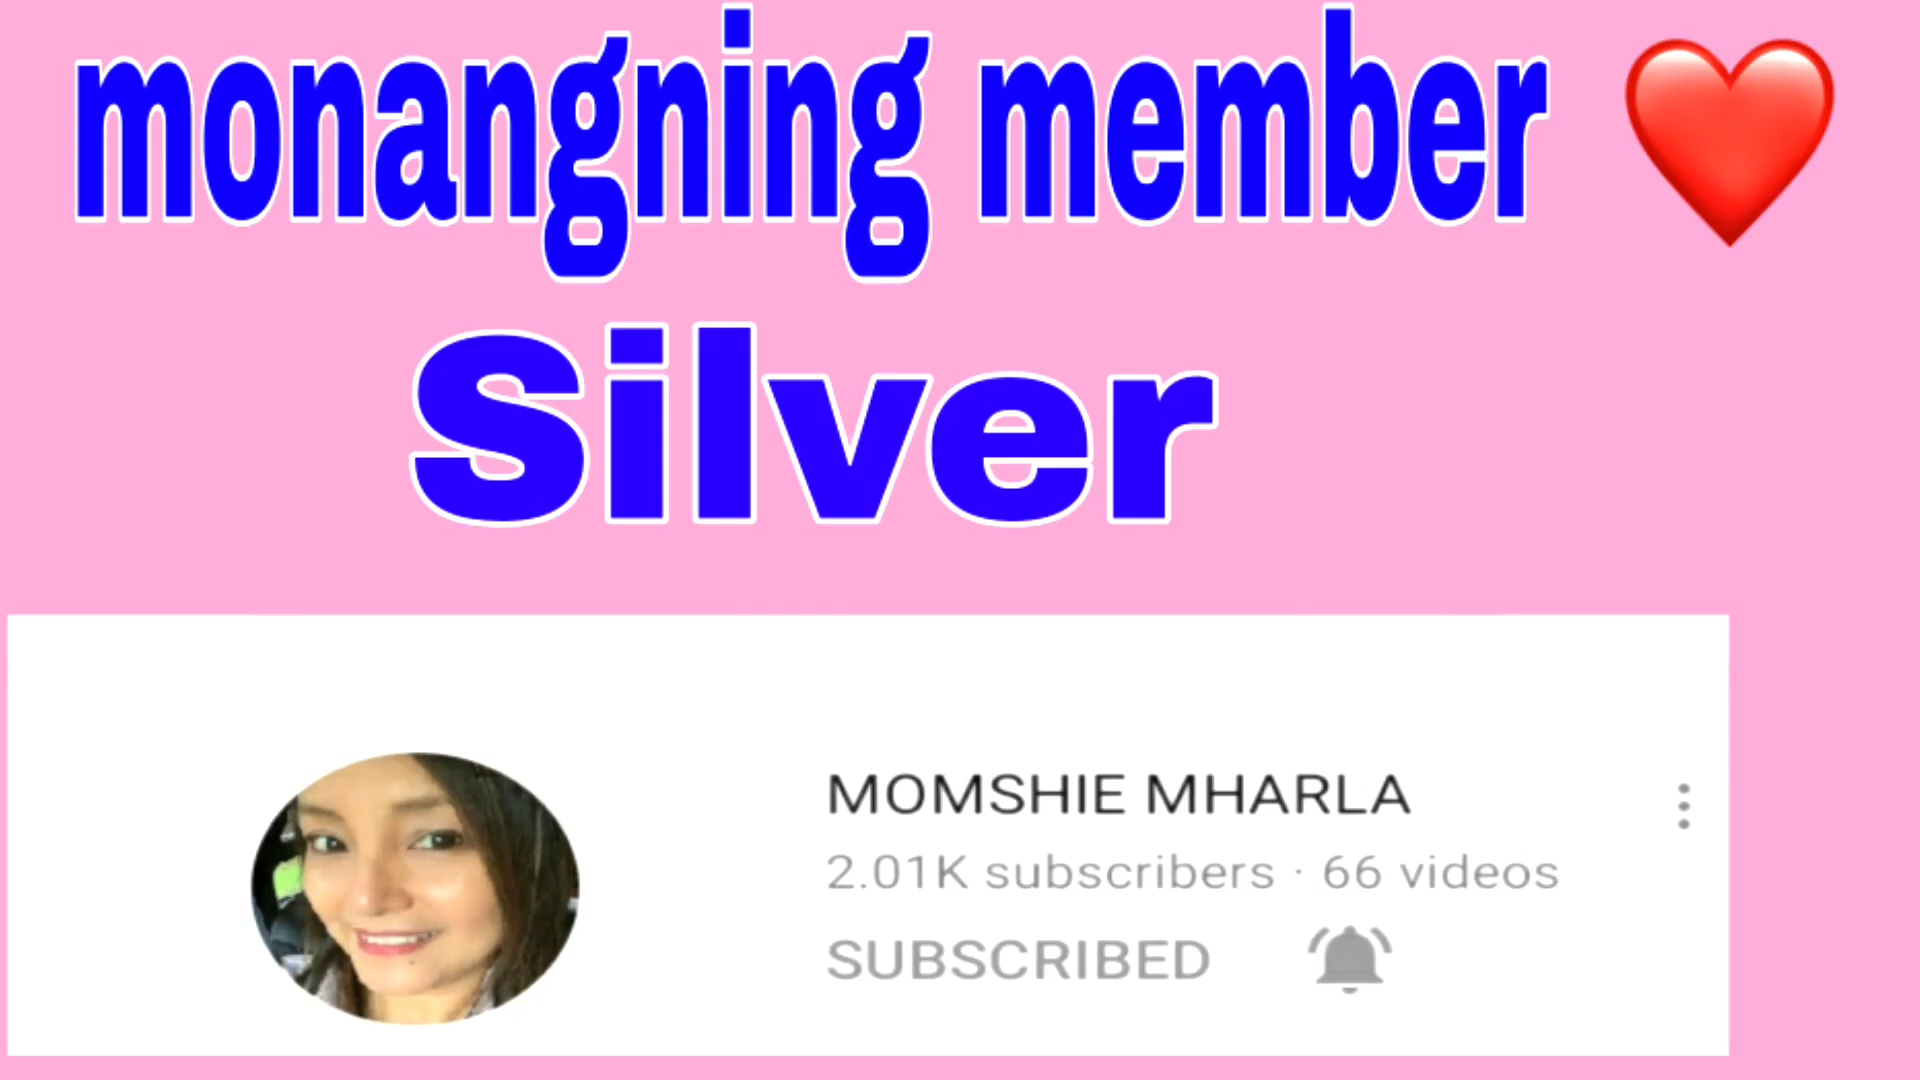 monangning member ❤️
Silver
MOMSHIE MHARLA
2.01K subscribers · 66 videos
SUBSCRIBED